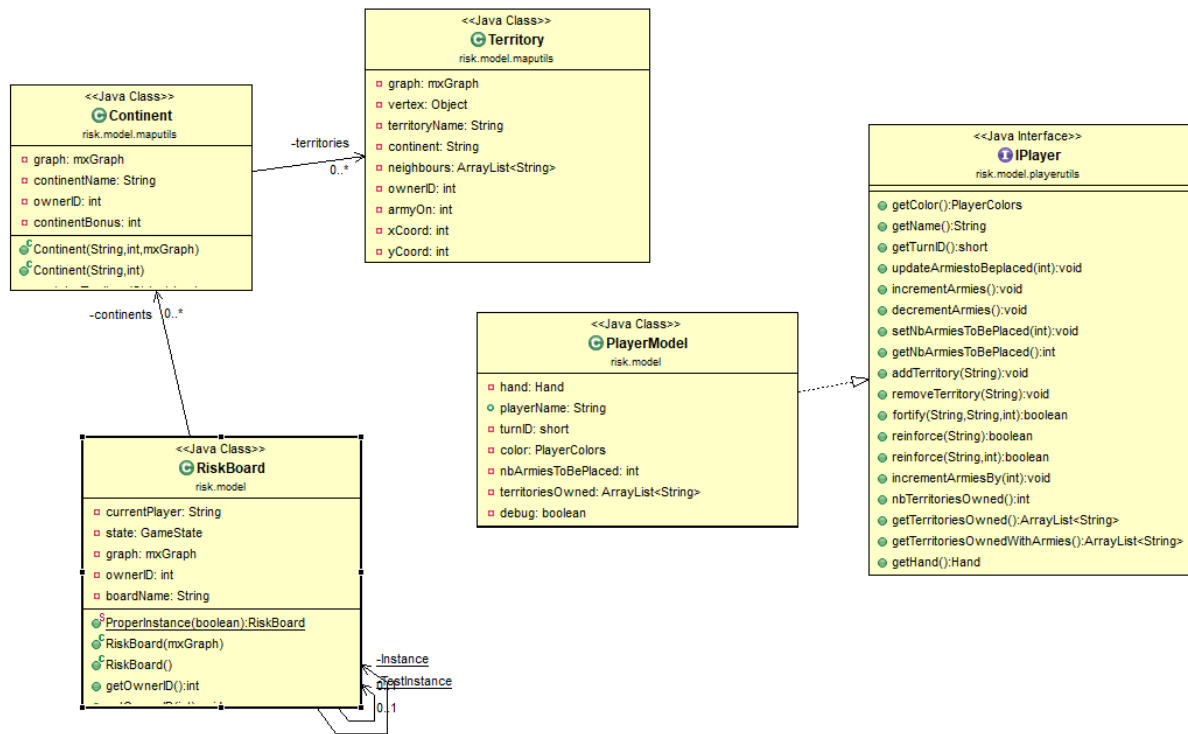 <<Java Class>>
Territory
risk.model.maputils
graph: mxGraph
vertex: Object
territoryName: String
continent: String
neighbours: ArrayList<String>
ownerID: int
armyOn: int
xCoord: int
yCoord: int
<<Java Class>>
Continent
risk.model.maputils
graph: mxGraph
continentName: String
ownerID: int
continentBonus: int
Continent(String,int,mxGraph)
Continent(String,int)
-territories
0..*
<<Java Interface>>
IPlayer
risk.model.playerutils
getColor():PlayerColors
getName():String
getTurnID():short
updateArmiestoBeplaced(int):void
incrementArmies():void
decrementArmies():void
setNbArmiesToBePlaced(int):void
getNbArmiesToBePlaced():int
addTerritory(String):void
removeTerritory(String):void
fortify(String,String,int):boolean
reinforce(String):boolean
reinforce(String,int):boolean
incrementArmiesBy(int):void
nbTerritoriesOwned():int
getTerritoriesOwned():ArrayList<String>
getTerritoriesOwnedWithArmies():ArrayList<String>
getHand():Hand
-continents 0..*
<<Java Class>>
PlayerModel
risk.model
hand: Hand
playerName: String
turnID: short
color: PlayerColors
nbArmiesToBePlaced: int
territoriesOwned: ArrayList<String>
debug: boolean
<<Java Class>>
RiskBoard
risk.model
currentPlayer: String
state: GameState
graph: mxGraph
ownerID: int
boardName: String
ProperInstance(boolean):RiskBoard
RiskBoard(mxGraph)
RiskBoard()
getOwnerID():int
-Instance
-TestInstance
0..1
0..1